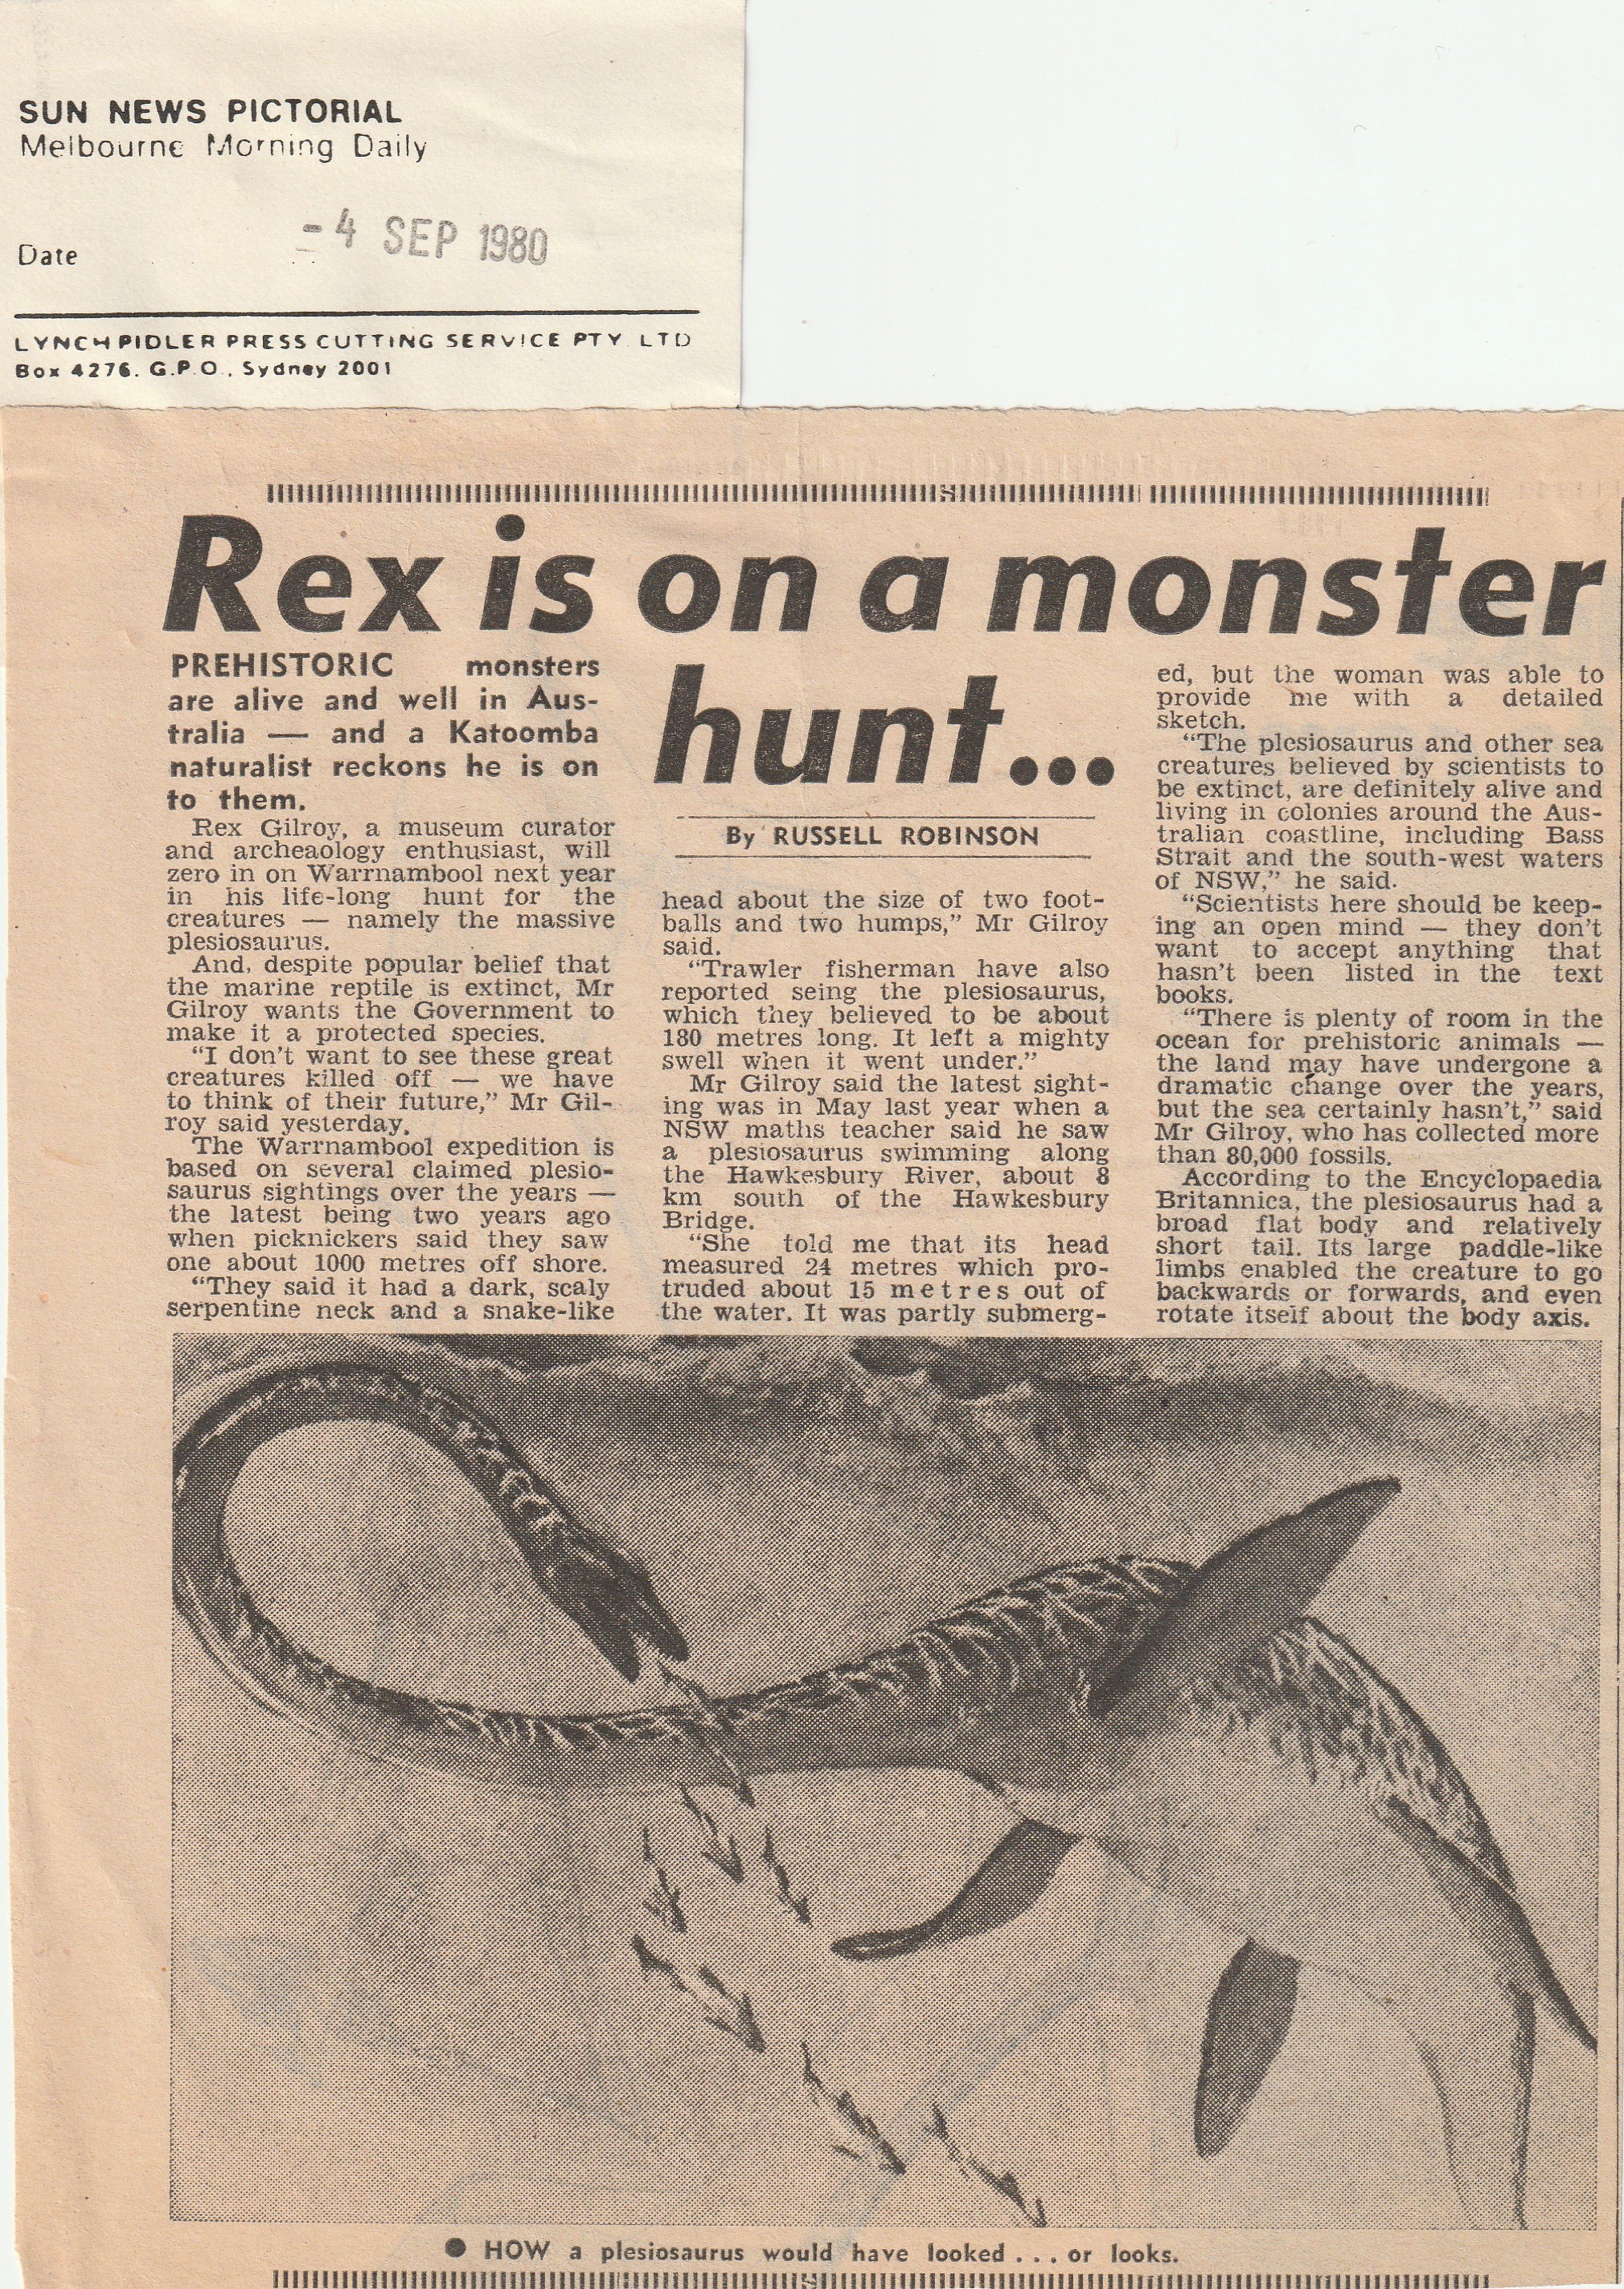 SUN NEWS PICTORIAL
Melbourne Morning Daily
Date
- 4 SEP 1980
LYNCH PIDLER PRESS CUTTING SERVICE PTY. LTD
Box 4276. G.P.O., Sydney 2001
Rex is on a monster
hunt...
By RUSSELL ROBINSON
PREHISTORIC monsters
are alive and well in Aus-
tralia — and a Katoomba
naturalist reckons he is on
to them.
Rex Gilroy, a museum curator
and archeaology enthusiast, will
zero in on Warrnambool next year
in his life-long hunt for the
creatures — namely the massive
plesiosaurus.
And, despite popular belief that
the marine reptile is extinct, Mr
Gilroy wants the Government to
make it a protected species.
“I don’t want to see these great
creatures killed off — we have
to think of their future,” Mr Gil-
roy said yesterday.
The Warrnambool expedition is
based on several claimed plesio-
saurus sightings over the years —
the latest being two years ago
when picknickers said they saw
one about 1000 metres off shore.
“They said it had a dark, scaly
serpentine neck and a snake-like
head about the size of two foot-
balls and two humps,” Mr Gilroy
said.
“Trawler fisherman have also
reported seing the plesiosaurus,
which they believed to be about
180 metres long. It left a mighty
swell when it went under.”
Mr Gilroy said the latest sight-
ing was in May last year when a
NSW maths teacher said he saw
a plesiosaurus swimming along
the Hawkesbury River, about 8
km south of the Hawkesbury
Bridge.
“She told me that its head
measured 24 metres which pro-
truded about 15 metres out of
the water. It was partly submerg-
ed, but the woman was able to
provide me with a detailed
sketch.
“The plesiosaurus and other sea
creatures believed by scientists to
be extinct, are definitely alive and
living in colonies around the Aus-
tralian coastline, including Bass
Strait and the south-west waters
of NSW,” he said.
“Scientists here should be keep-
ing an open mind — they don’t
want to accept anything that
hasn’t been listed in the text
books.
“There is plenty of room in the
ocean for prehistoric animals —
the land may have undergone a
dramatic change over the years,
but the sea certainly hasn’t,” said
Mr Gilroy, who has collected more
than 80,000 fossils.
According to the Encyclopaedia
Britannica, the plesiosaurus had a
broad flat body and relatively
short tail. Its large paddle-like
limbs enabled the creature to go
backwards or forwards, and even
rotate itself about the body axis.
● HOW a plesiosaurus would have looked . . . or looks.